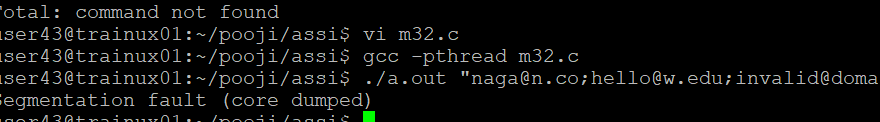 Total: command not found
user43@trainux01:~/pooji/assi$ vi m32.c
user43@trainux01:~/pooji/assi$ gcc -pthread m32.c
user43@trainux01:~/pooji/assi$ ./a.out "naga@n.co;hello@w.edu;invalid@doma
Segmentation fault (core dumped)
user43@trainux01:~/pooji/assi$